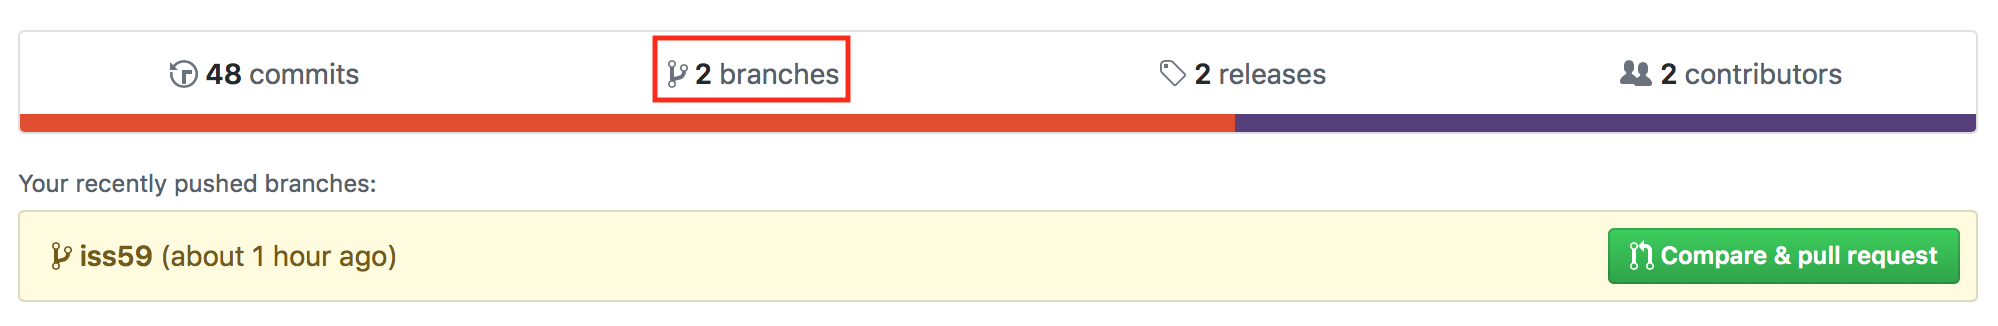 48 commits 2 branches 2 releases 2 contributors
Your recently pushed branches:
iss59 (about 1 hour ago) Compare & pull request